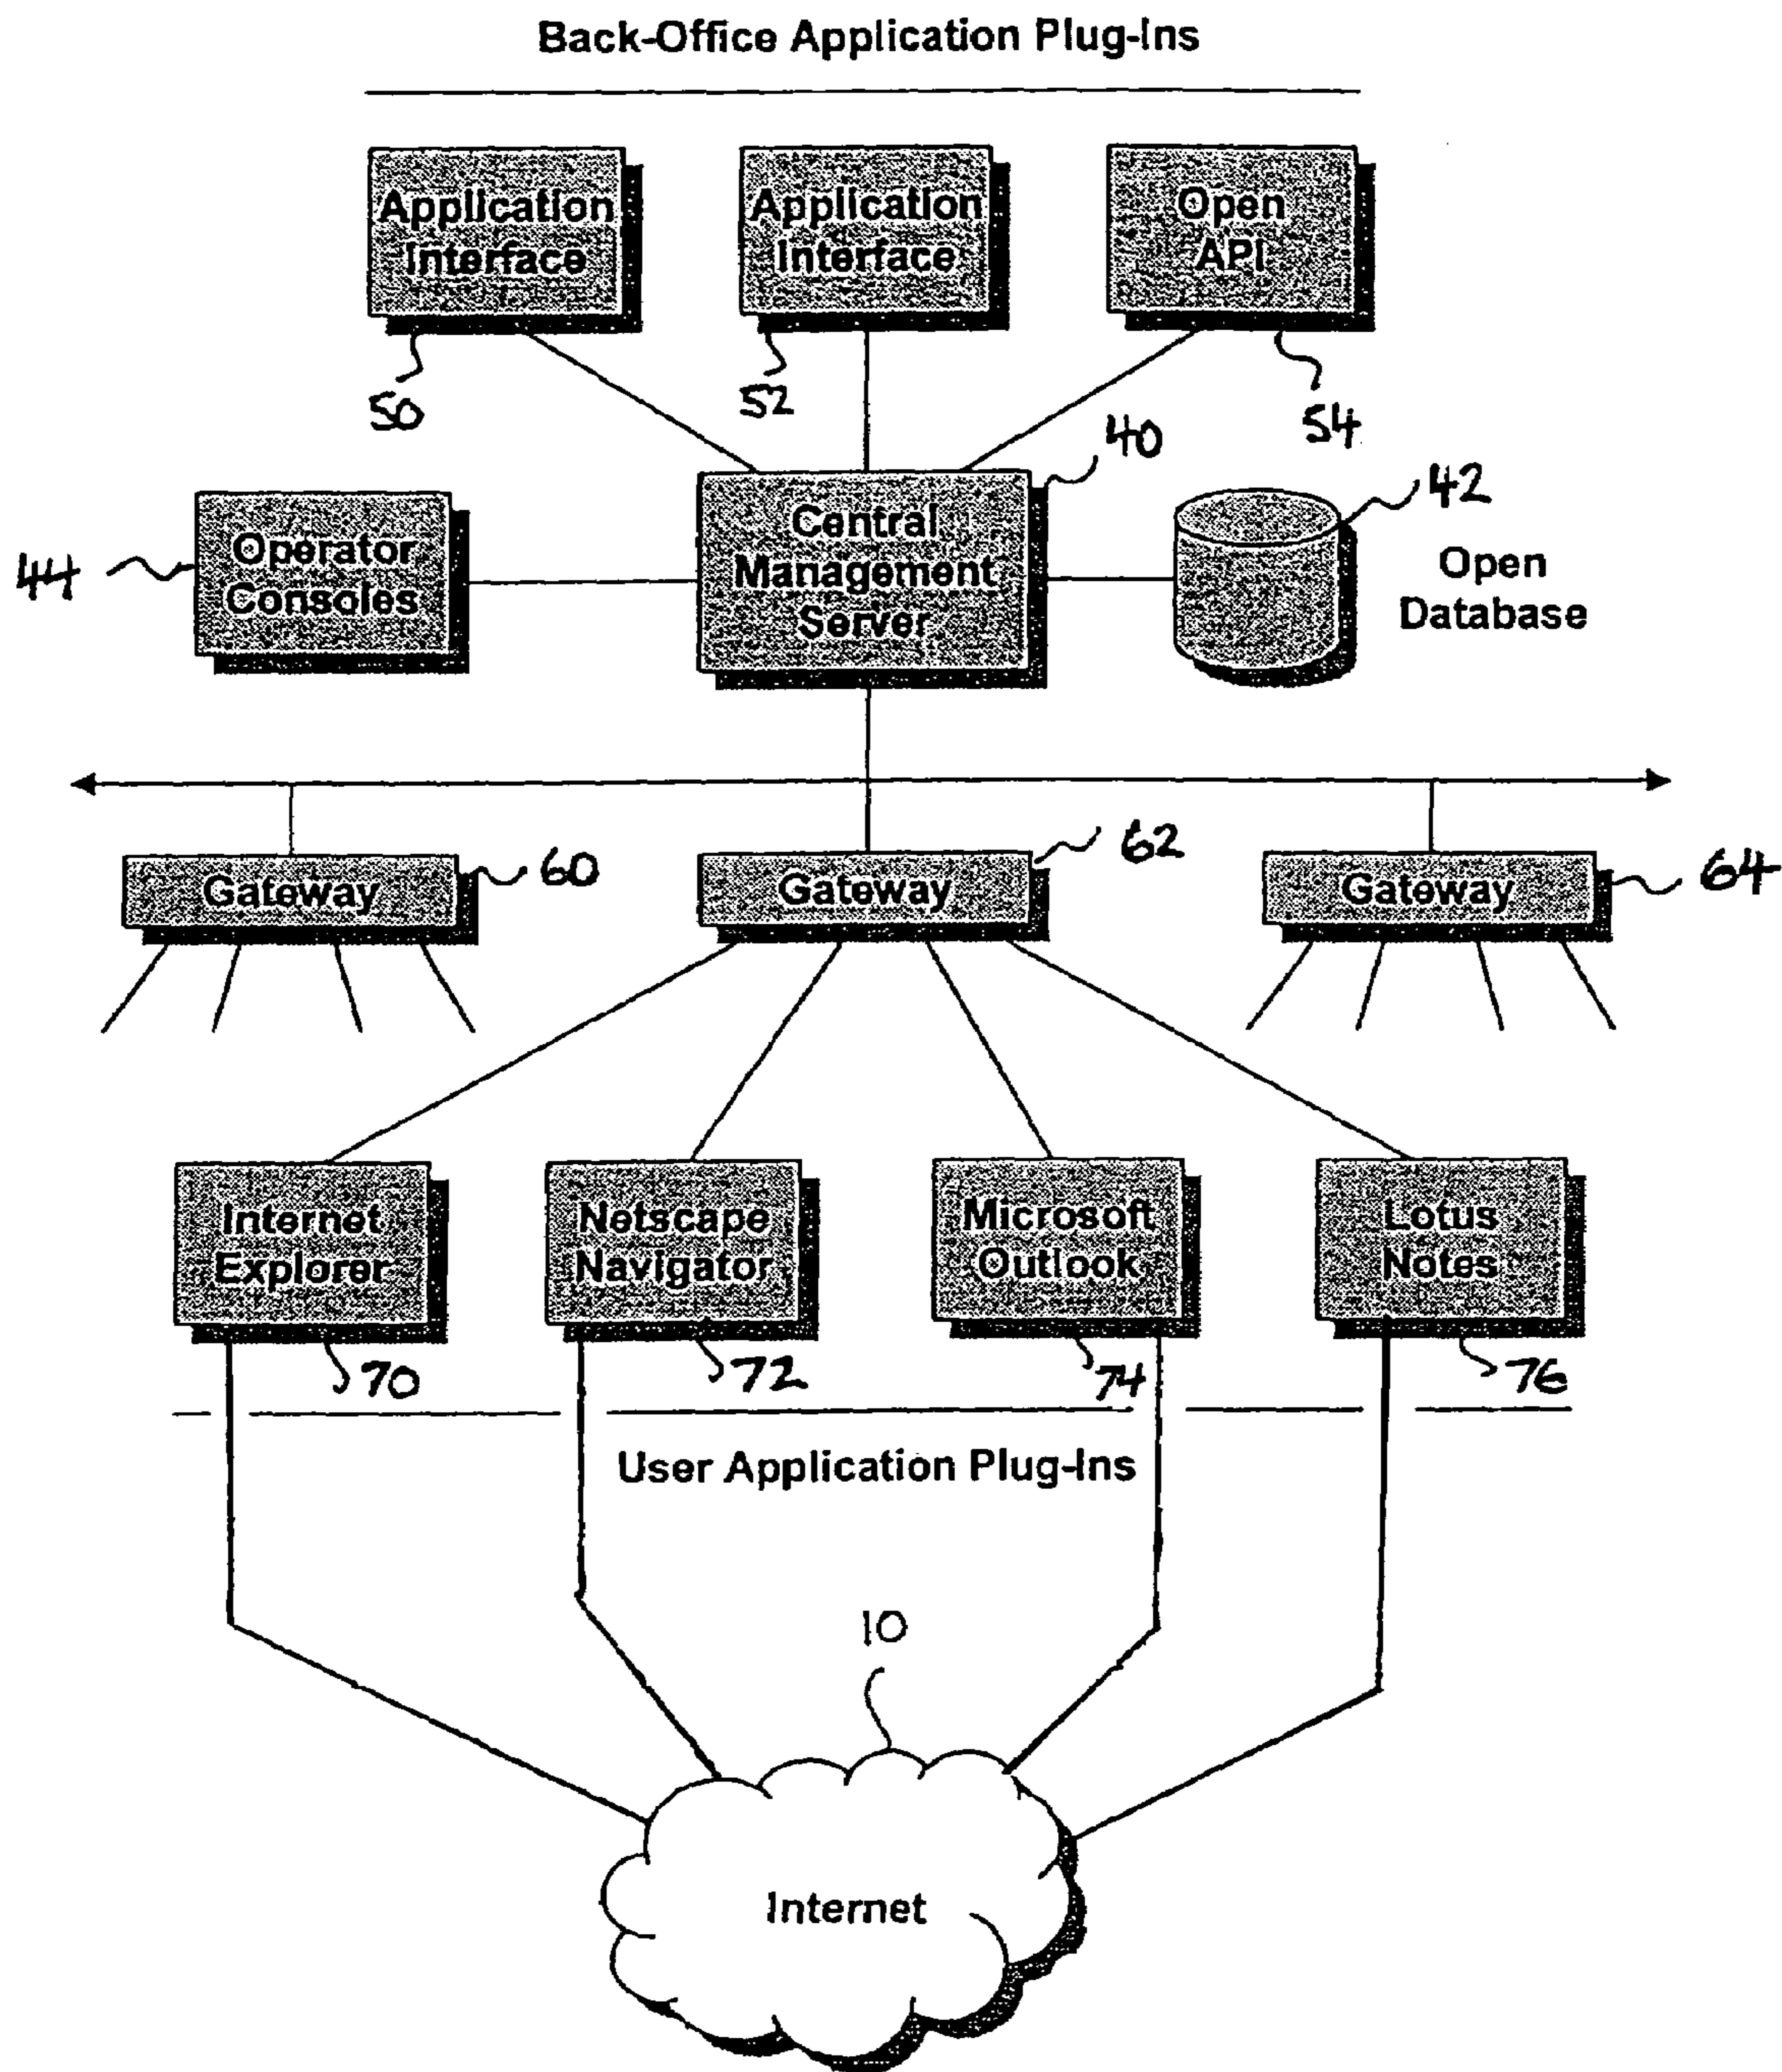 Back-Office Application Plug-Ins
Application
Interface
Application
Interface
Open
API
50
52
54
40
42
44
Operator
Consoles
Central
Management
Server
Open
Database
60
62
64
Gateway
Gateway
Gateway
Internet
Explorer
Netscape
Navigator
Microsoft
Outlook
Lotus
Notes
70
72
74
76
User Application Plug-Ins
10
Internet